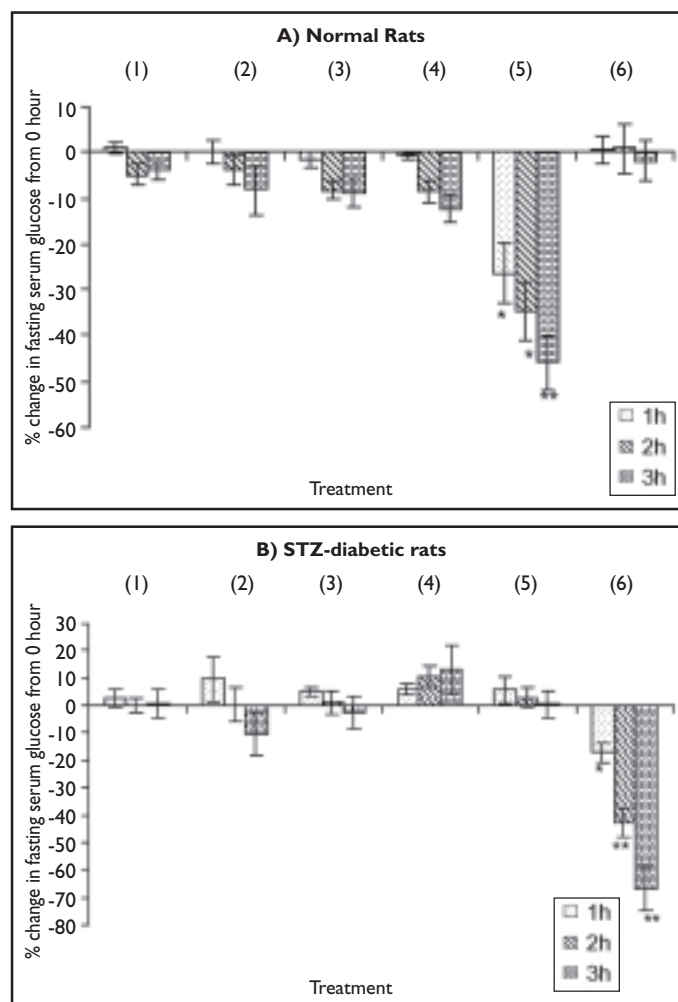 A) Normal Rats
(1) (2) (3) (4) (5) (6)
% change in fasting serum glucose from 0 hour
10
0
-10
-20
-30
-40
-50
-60
*
*
**
1h
2h
3h
Treatment
B) STZ-diabetic rats
(1) (2) (3) (4) (5) (6)
% change in fasting serum glucose from 0 hour
30
20
10
0
-10
-20
-30
-40
-50
-60
-70
-80
*
**
**
1h
2h
3h
Treatment